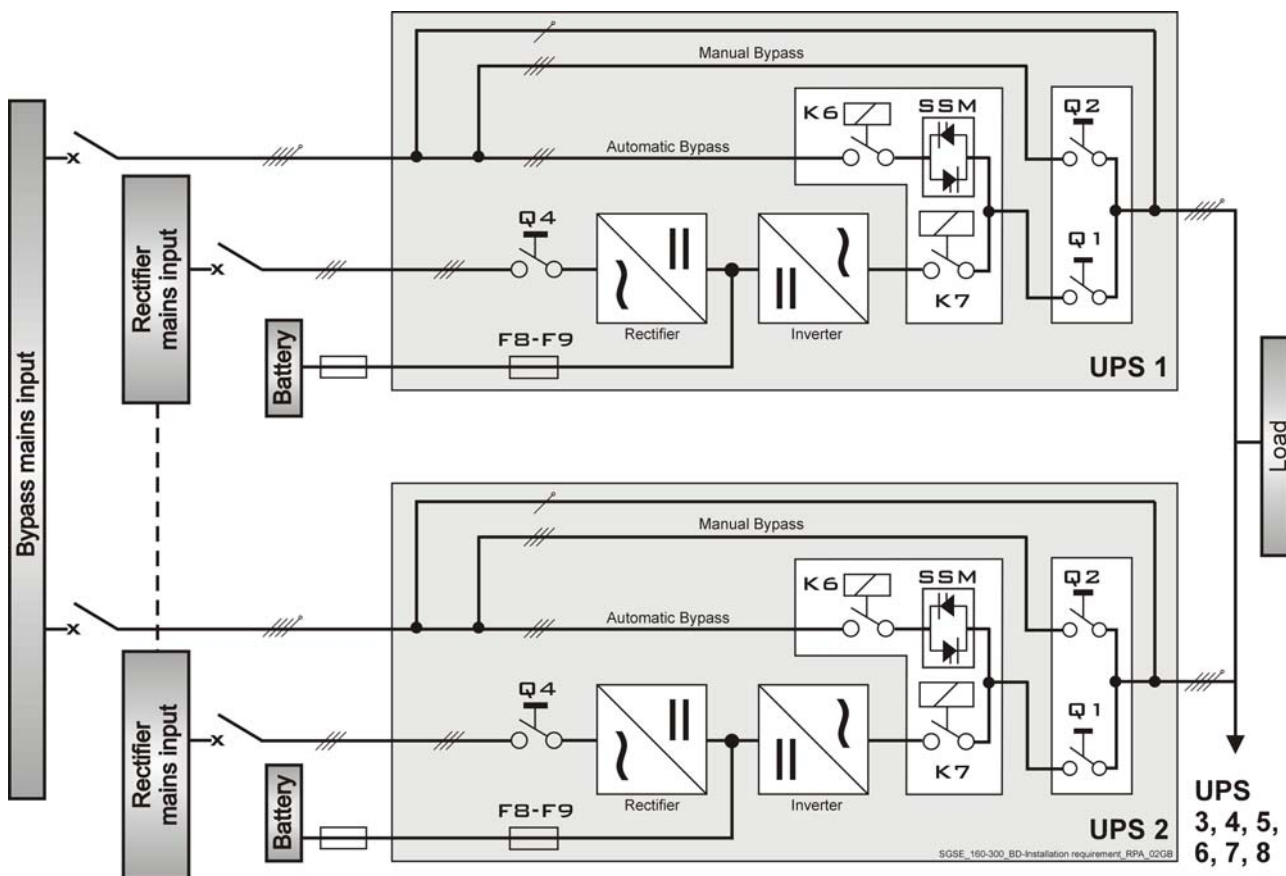 Bypass mains input
Rectifier
mains input
Battery
Manual Bypass
Automatic Bypass
K6
SSM
Q2
Q4
Q1
K7
F8-F9
Rectifier
Inverter
UPS 1
Load
Rectifier
mains input
Battery
Manual Bypass
Automatic Bypass
K6
SSM
Q2
Q4
Q1
K7
F8-F9
Rectifier
Inverter
UPS 2
SGSE_160-300_BD-Installation requirement_RPA_02GB
UPS
3, 4, 5,
6, 7, 8